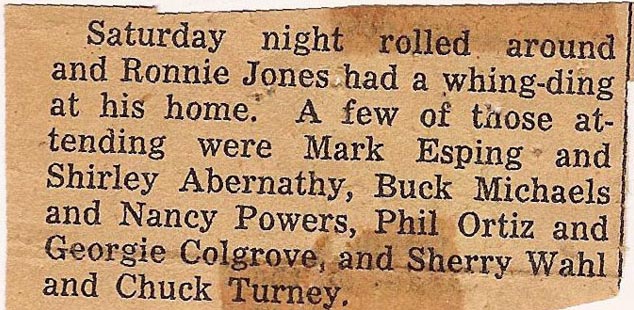 Saturday night rolled around
and Ronnie Jones had a whing-ding
at his home. A few of those at-
tending were Mark Esping and
Shirley Abernathy, Buck Michaels
and Nancy Powers, Phil Ortiz and
Georgie Colgrove, and Sherry Wahl
and Chuck Turney.